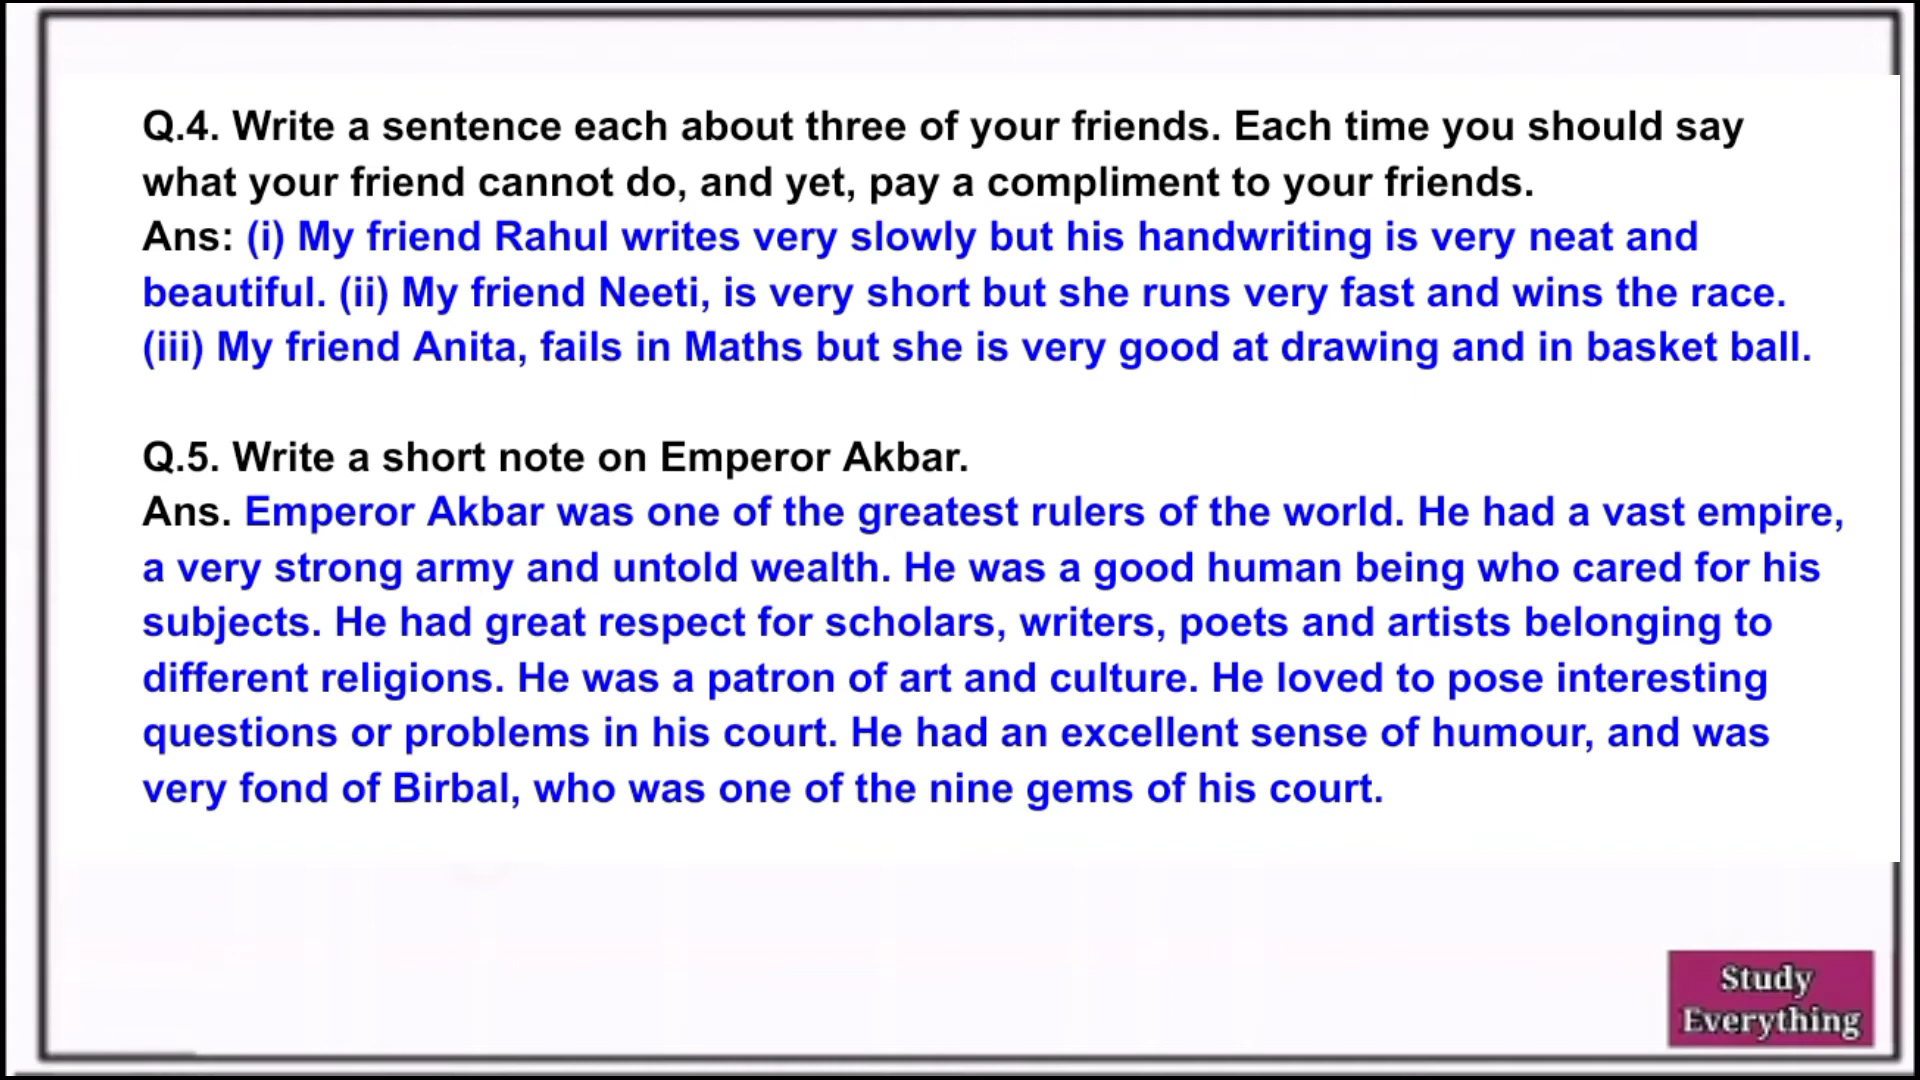 Q.4. Write a sentence each about three of your friends. Each time you should say
what your friend cannot do, and yet, pay a compliment to your friends.
Ans: (i) My friend Rahul writes very slowly but his handwriting is very neat and
beautiful. (ii) My friend Neeti, is very short but she runs very fast and wins the race.
(iii) My friend Anita, fails in Maths but she is very good at drawing and in basket ball.
Q.5. Write a short note on Emperor Akbar.
Ans. Emperor Akbar was one of the greatest rulers of the world. He had a vast empire,
a very strong army and untold wealth. He was a good human being who cared for his
subjects. He had great respect for scholars, writers, poets and artists belonging to
different religions. He was a patron of art and culture. He loved to pose interesting
questions or problems in his court. He had an excellent sense of humour, and was
very fond of Birbal, who was one of the nine gems of his court.
Study
Everything